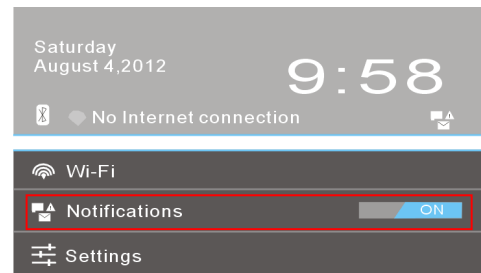 Saturday
August 4,2012
9:58
No Internet connection
Wi-Fi
Notifications ON
Settings